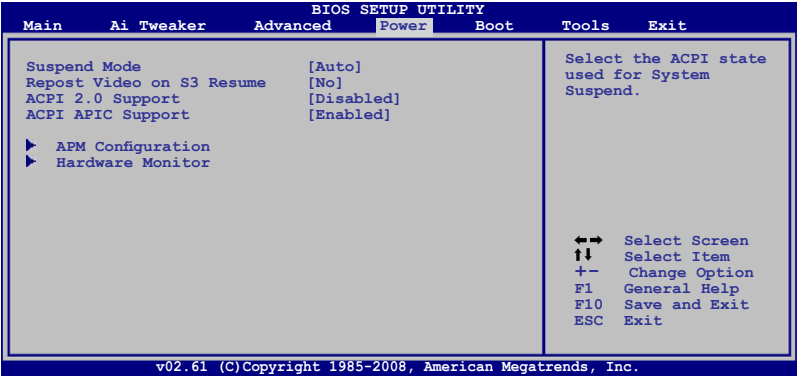 BIOS SETUP UTILITY
Main Ai Tweaker Advanced Power Boot Tools Exit
Suspend Mode [Auto]
Repost Video on S3 Resume [No]
ACPI 2.0 Support [Disabled]
ACPI APIC Support [Enabled]
APM Configuration
Hardware Monitor
Select the ACPI state
used for System
Suspend.
←→ Select Screen
↑↓ Select Item
+- Change Option
F1 General Help
F10 Save and Exit
ESC Exit
v02.61 (C)Copyright 1985-2008, American Megatrends, Inc.